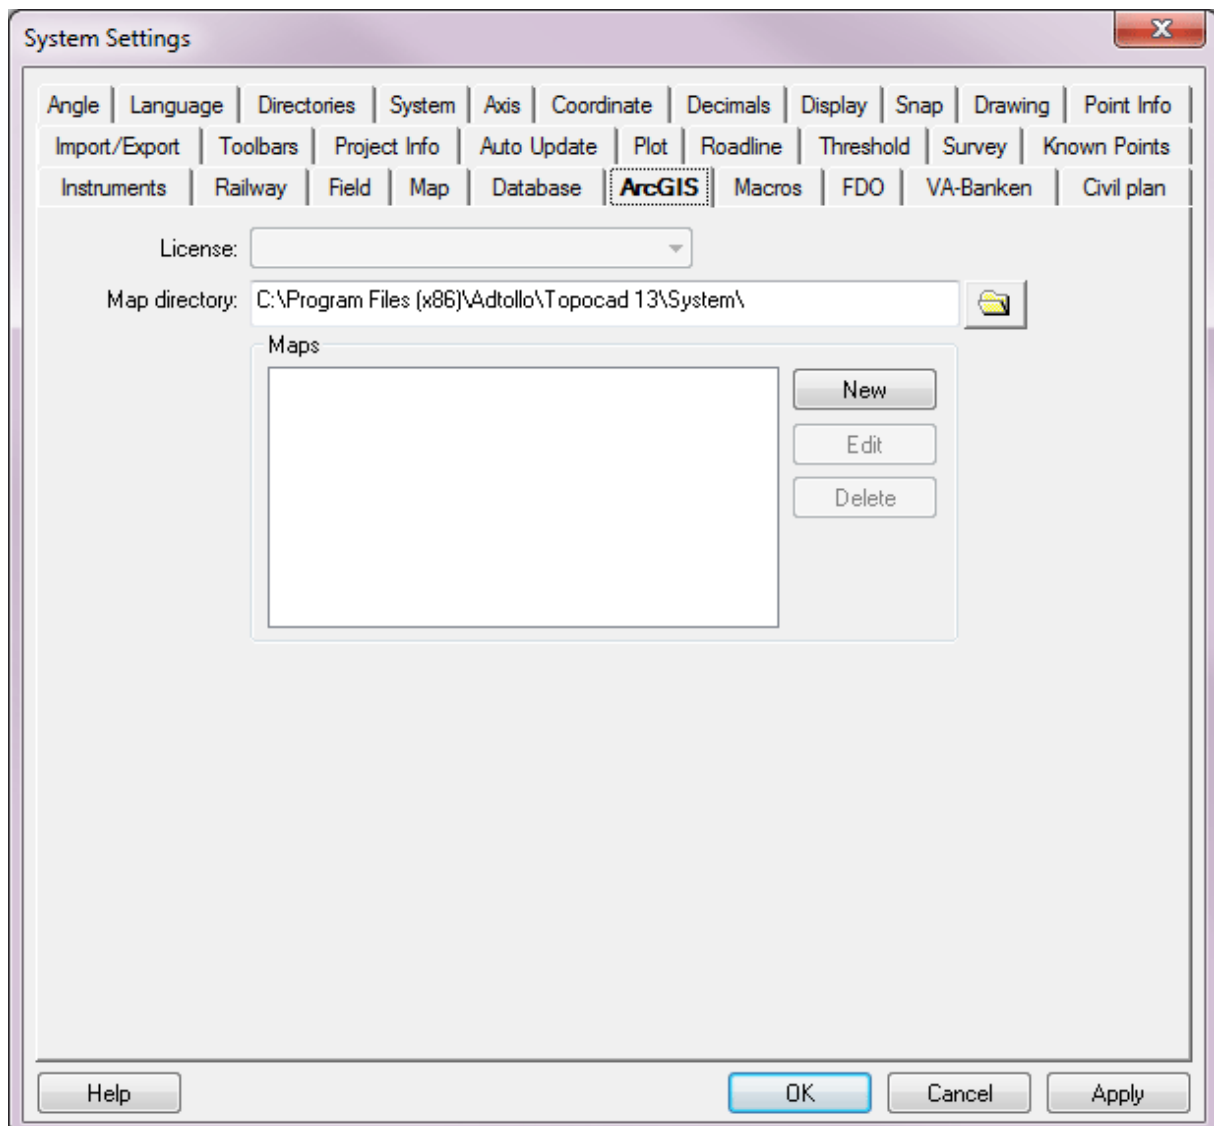 System Settings
Angle Language Directories System Axis Coordinate Decimals Display Snap Drawing Point Info
Import/Export Toolbars Project Info Auto Update Plot Roadline Threshold Survey Known Points
Instruments Railway Field Map Database ArcGIS Macros FDO VA-Banken Civil plan
License:
Map directory: C:\Program Files (x86)\Adtollo\Topocad 13\System\
Maps
New
Edit
Delete
Help OK Cancel Apply